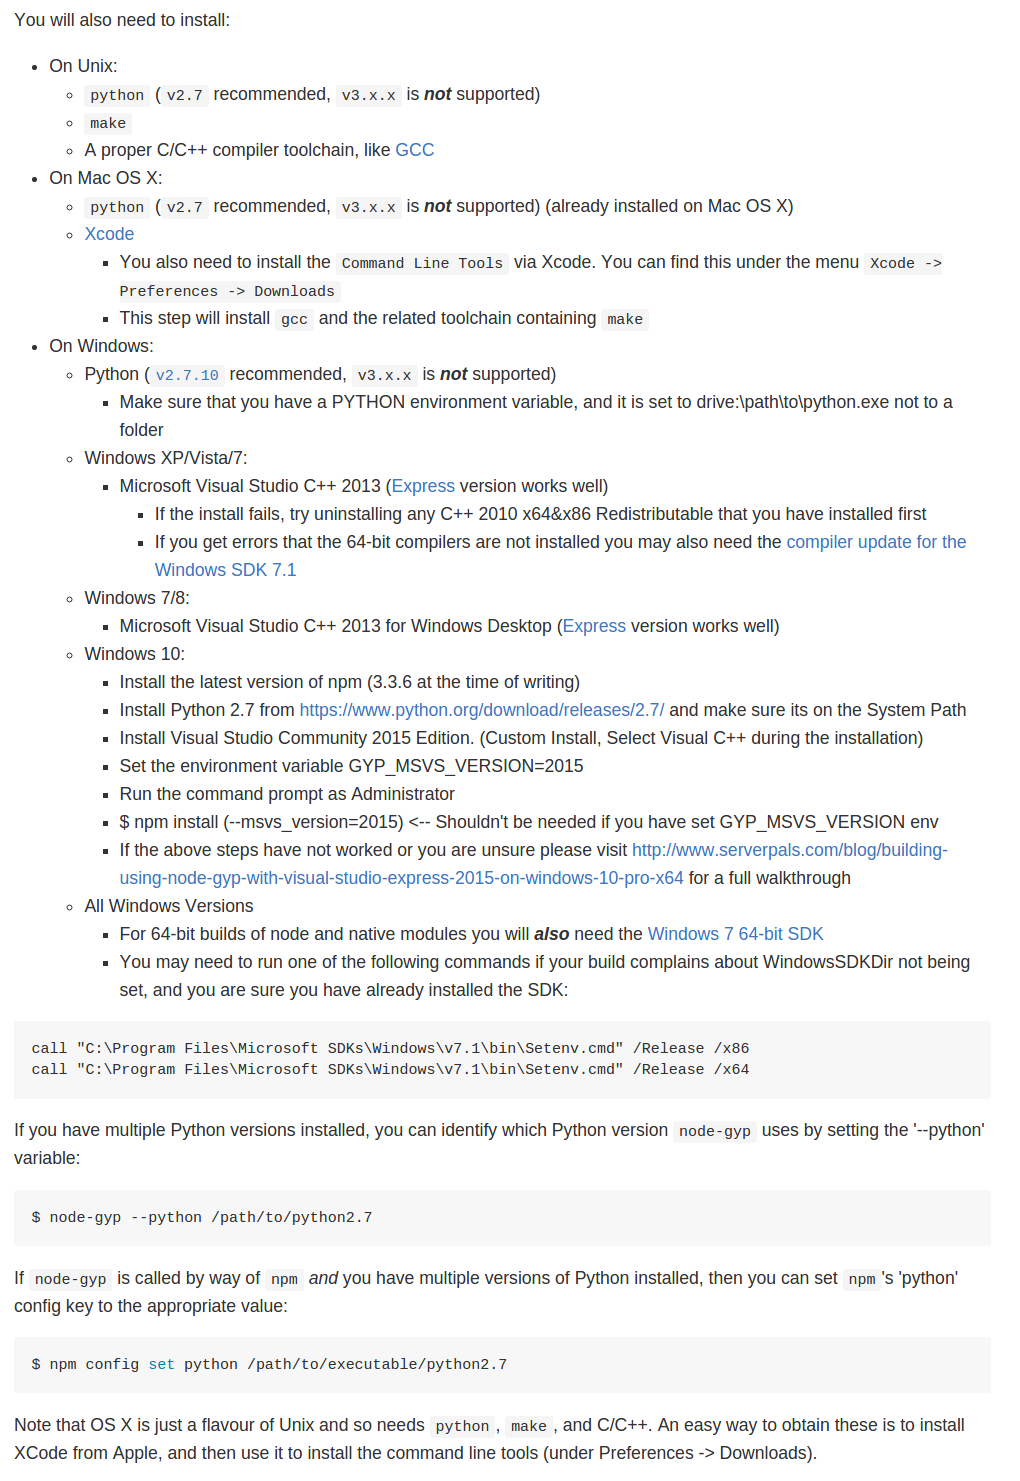 You will also need to install:
On Unix:
python ( v2.7 recommended, v3.x.x is not supported)
make
A proper C/C++ compiler toolchain, like GCC
On Mac OS X:
python ( v2.7 recommended, v3.x.x is not supported) (already installed on Mac OS X)
Xcode
You also need to install the Command Line Tools via Xcode. You can find this under the menu Xcode ->
Preferences -> Downloads
This step will install gcc and the related toolchain containing make
On Windows:
Python ( v2.7.10 recommended, v3.x.x is not supported)
Make sure that you have a PYTHON environment variable, and it is set to drive:\path\to\python.exe not to a
folder
Windows XP/Vista/7:
Microsoft Visual Studio C++ 2013 (Express version works well)
If the install fails, try uninstalling any C++ 2010 x64&x86 Redistributable that you have installed first
If you get errors that the 64-bit compilers are not installed you may also need the compiler update for the
Windows SDK 7.1
Windows 7/8:
Microsoft Visual Studio C++ 2013 for Windows Desktop (Express version works well)
Windows 10:
Install the latest version of npm (3.3.6 at the time of writing)
Install Python 2.7 from https://www.python.org/download/releases/2.7/ and make sure its on the System Path
Install Visual Studio Community 2015 Edition. (Custom Install, Select Visual C++ during the installation)
Set the environment variable GYP_MSVS_VERSION=2015
Run the command prompt as Administrator
$ npm install (--msvs_version=2015) <-- Shouldn't be needed if you have set GYP_MSVS_VERSION env
If the above steps have not worked or you are unsure please visit http://www.serverpals.com/blog/building-
using-node-gyp-with-visual-studio-express-2015-on-windows-10-pro-x64 for a full walkthrough
All Windows Versions
For 64-bit builds of node and native modules you will also need the Windows 7 64-bit SDK
You may need to run one of the following commands if your build complains about WindowsSDKDir not being
set, and you are sure you have already installed the SDK:
call "C:\Program Files\Microsoft SDKs\Windows\v7.1\bin\Setenv.cmd" /Release /x86
call "C:\Program Files\Microsoft SDKs\Windows\v7.1\bin\Setenv.cmd" /Release /x64
If you have multiple Python versions installed, you can identify which Python version node-gyp uses by setting the '--python'
variable:
$ node-gyp --python /path/to/python2.7
If node-gyp is called by way of npm and you have multiple versions of Python installed, then you can set npm 's 'python'
config key to the appropriate value:
$ npm config set python /path/to/executable/python2.7
Note that OS X is just a flavour of Unix and so needs python , make , and C/C++. An easy way to obtain these is to install
XCode from Apple, and then use it to install the command line tools (under Preferences -> Downloads).